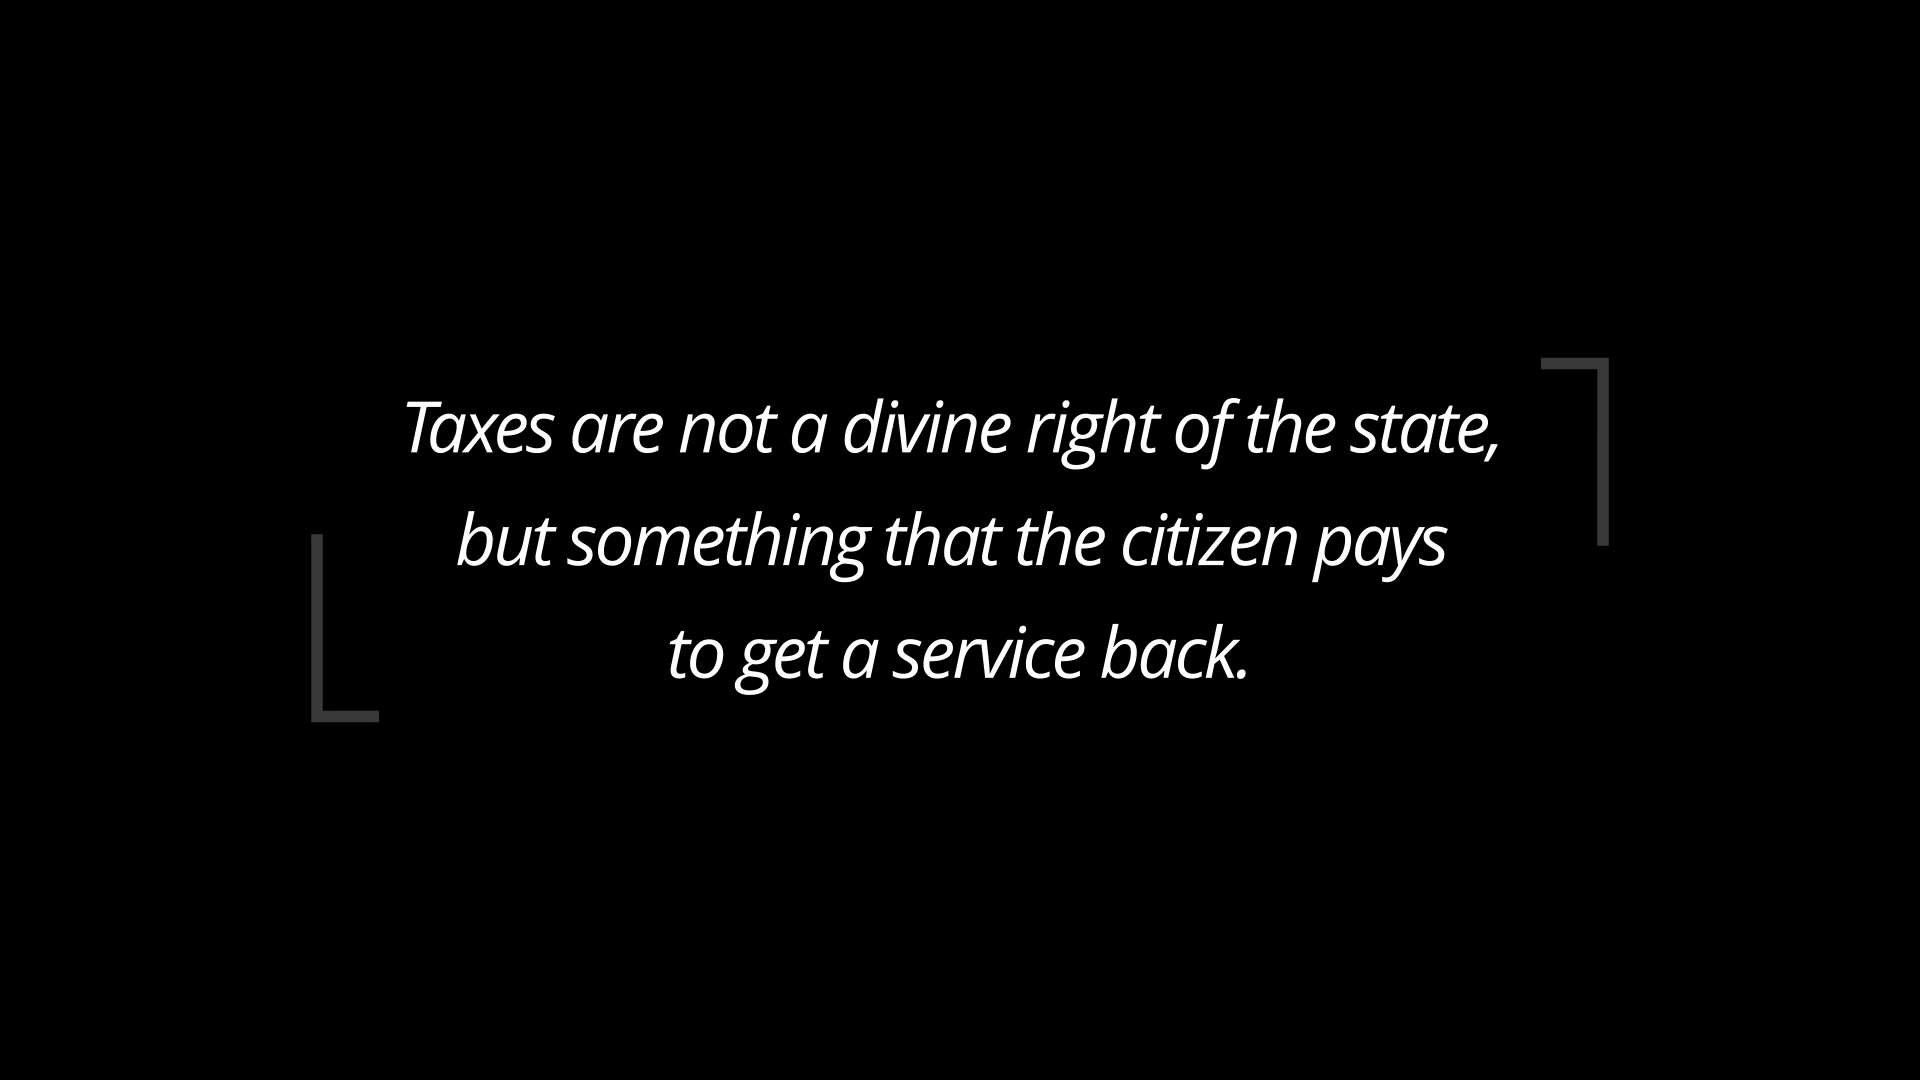 Taxes are not a divine right of the state,
but something that the citizen pays
to get a service back.